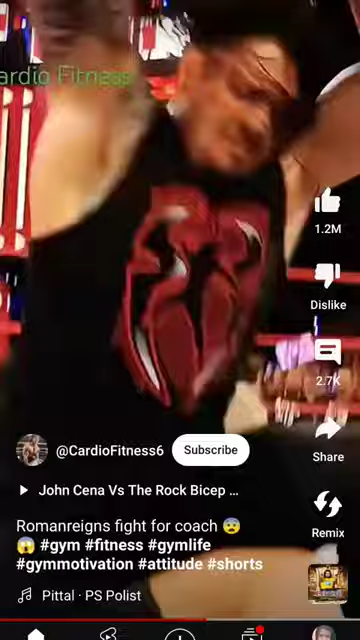 Cardio Fitness
1.2M
Dislike
2.7K
Share
@CardioFitness6
Subscribe
John Cena Vs The Rock Bicep ...
Remix
Romanreigns fight for coach 😨
😱 #gym #fitness #gymlife
#gymmotivation #attitude #shorts
Pittal · PS Polist